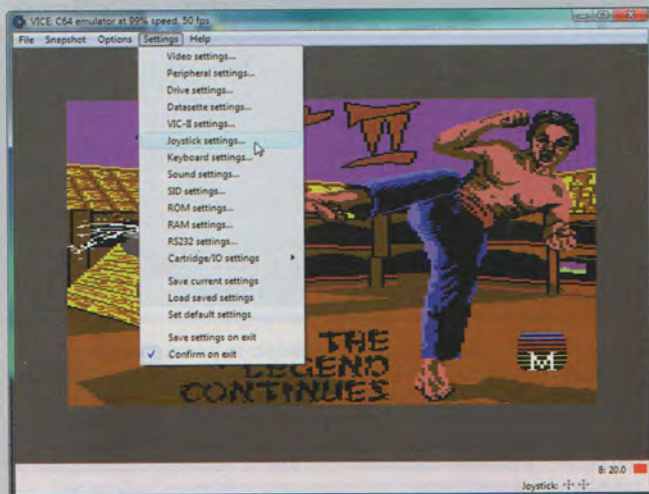 VICE: C64 emulator at 99% speed, 50 fps
File Snapshot Options Settings Help
Video settings...
Peripheral settings...
Drive settings...
Datasette settings...
VIC-II settings...
Joystick settings...
Keyboard settings...
Sound settings...
SID settings...
ROM settings...
RAM settings...
RS232 settings...
Cartridge/IO settings
Save current settings
Load saved settings
Set default settings
Save settings on exit
Confirm on exit
THE
LEGEND
CONTINUES
M
8: 20.0
Joystick: